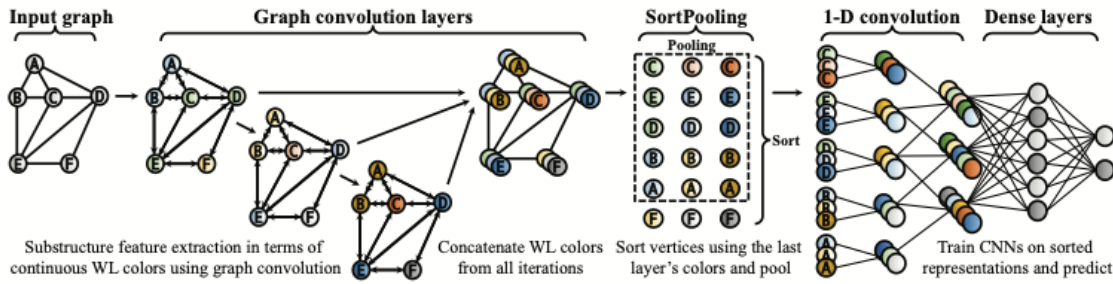 Input graph
Graph convolution layers
SortPooling
1-D convolution
Dense layers
A
B C D
E F
A
B C D
E F
A
B C D
E F
A
B C D
E F
A
B C D
E F
Pooling
C C C
E E E
D D D
B B B
A A A
F F F
Sort
C
C
C
E
E
E
D
D
D
B
B
B
A
A
A
Substructure feature extraction in terms of
continuous WL colors using graph convolution
Concatenate WL colors
from all iterations
Sort vertices using the last
layer's colors and pool
Train CNNs on sorted
representations and predict